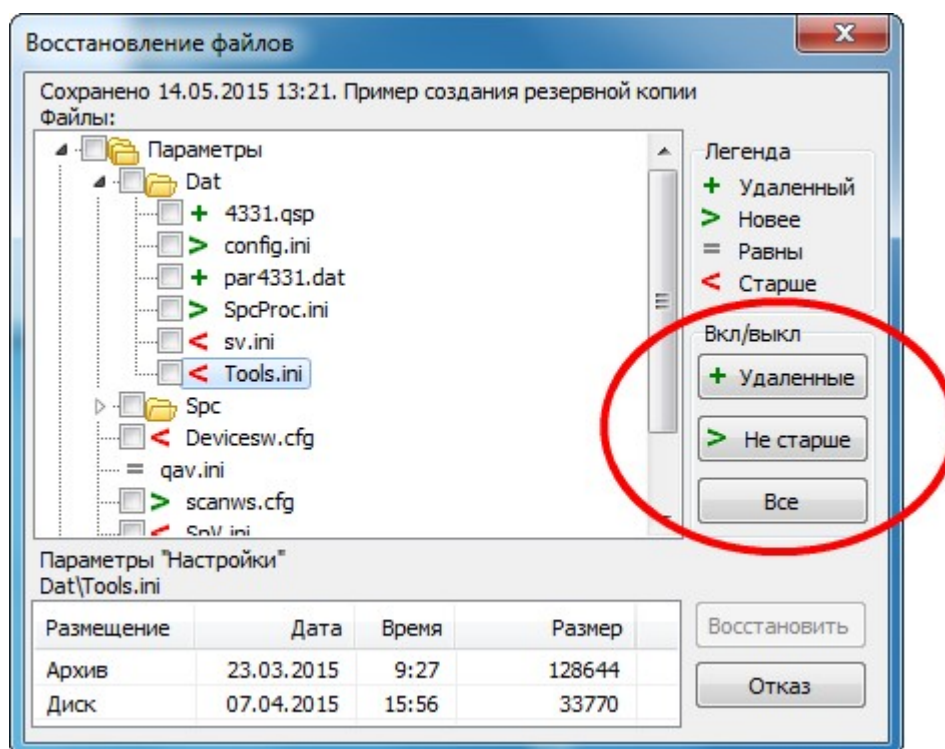 Восстановление файлов
Сохранено 14.05.2015 13:21. Пример создания резервной копии
Файлы:
Параметры
Dat
+ 4331.qsp
> config.ini
+ par4331.dat
> SpcProc.ini
< sv.ini
< Tools.ini
Spc
< Devicesw.cfg
= qav.ini
> scanws.cfg
< SpV.ini
Легенда
+ Удаленный
> Новее
= Равны
< Старше
Вкл/выкл
+ Удаленные
> Не старше
Все
Параметры "Настройки"
Dat\Tools.ini
Размещение Дата Время Размер
Архив 23.03.2015 9:27 128644
Диск 07.04.2015 15:56 33770
Восстановить
Отказ